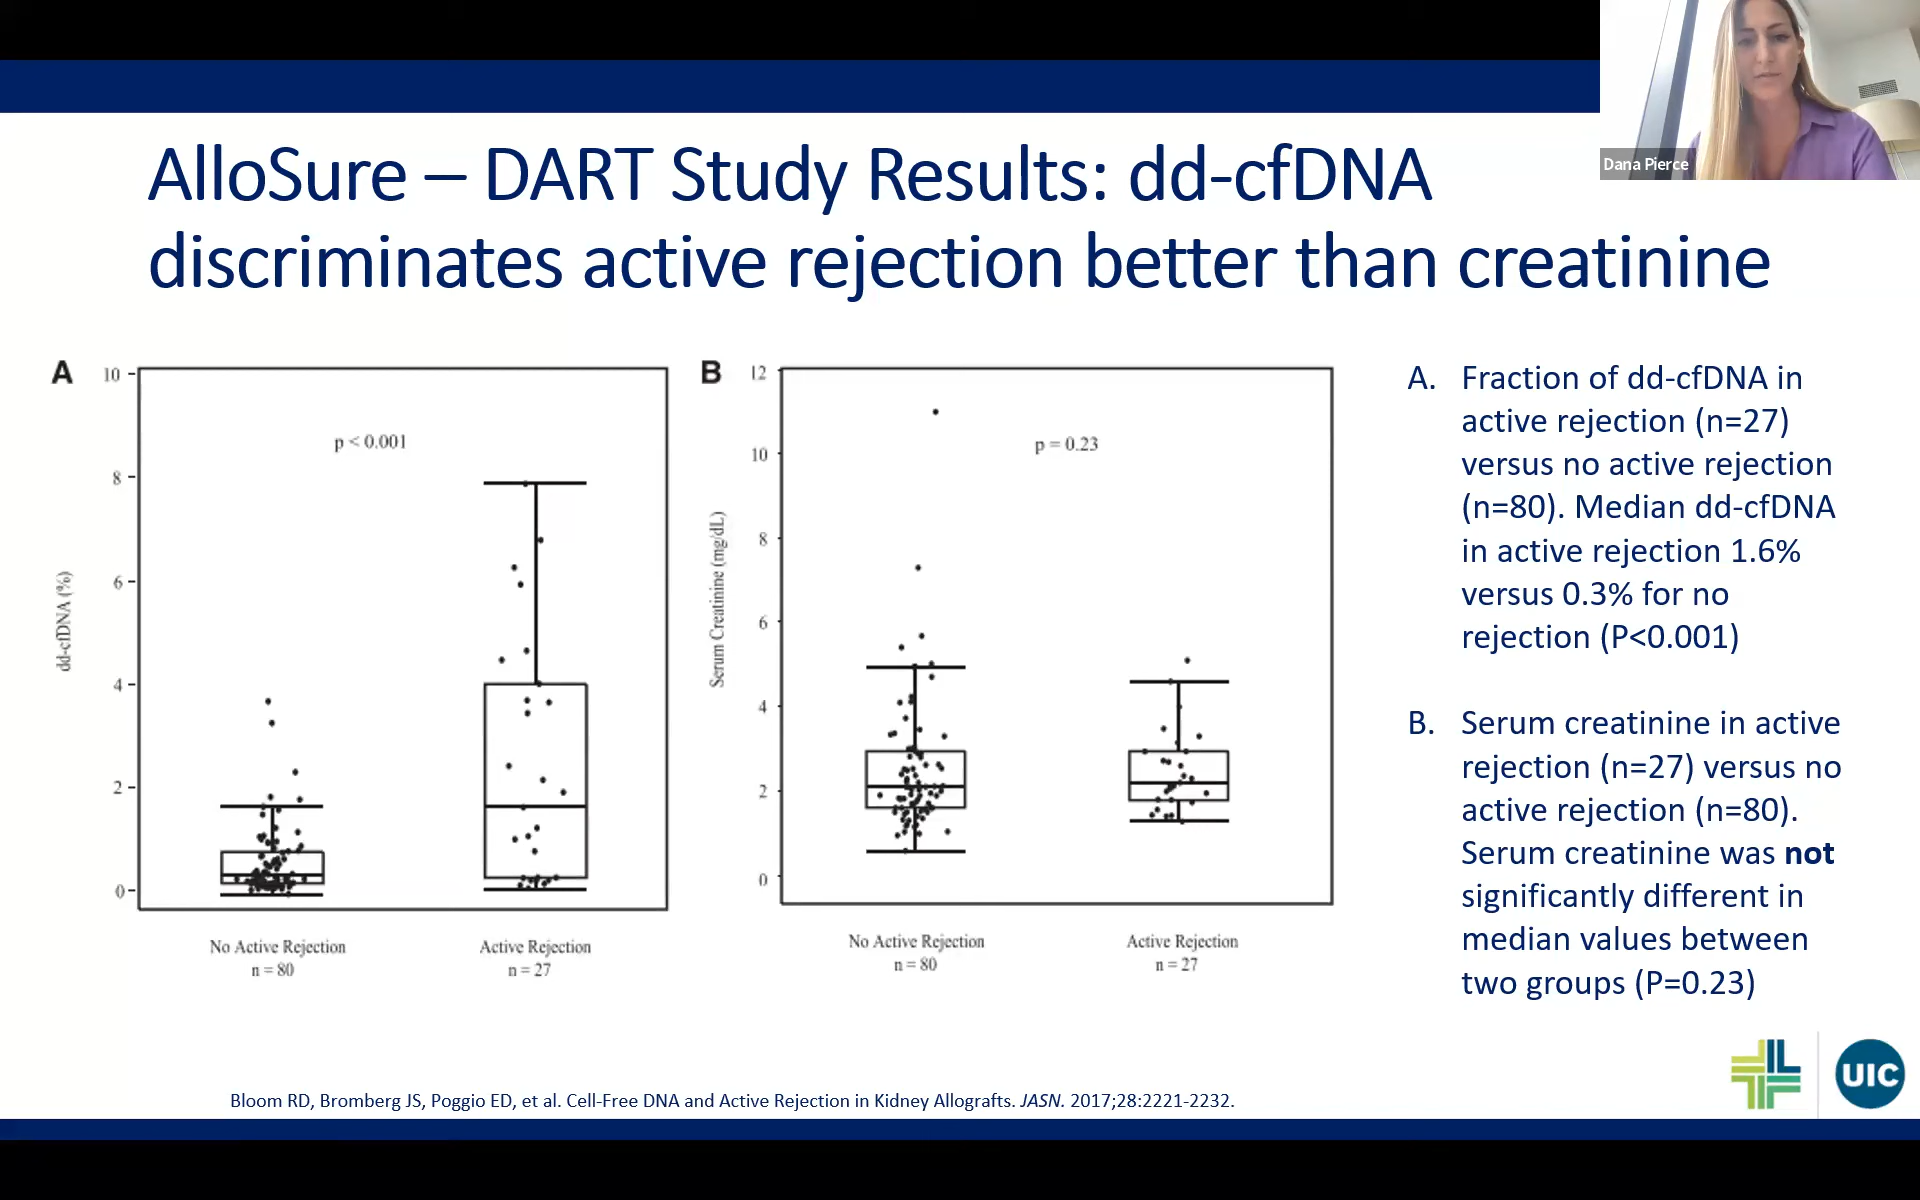 Dana Pierce
AlloSure – DART Study Results: dd-cfDNA
discriminates active rejection better than creatinine
A
10
8
6
4
2
0
dd-cfDNA (%)
p < 0.001
No Active Rejection
n = 80
Active Rejection
n = 27
B
12
10
8
6
4
2
0
Serum Creatinine (mg/dL)
p = 0.23
No Active Rejection
n = 80
Active Rejection
n = 27
A. Fraction of dd-cfDNA in
active rejection (n=27)
versus no active rejection
(n=80). Median dd-cfDNA
in active rejection 1.6%
versus 0.3% for no
rejection (P<0.001)
B. Serum creatinine in active
rejection (n=27) versus no
active rejection (n=80).
Serum creatinine was not
significantly different in
median values between
two groups (P=0.23)
UIC
Bloom RD, Bromberg JS, Poggio ED, et al. Cell-Free DNA and Active Rejection in Kidney Allografts. JASN. 2017;28:2221-2232.